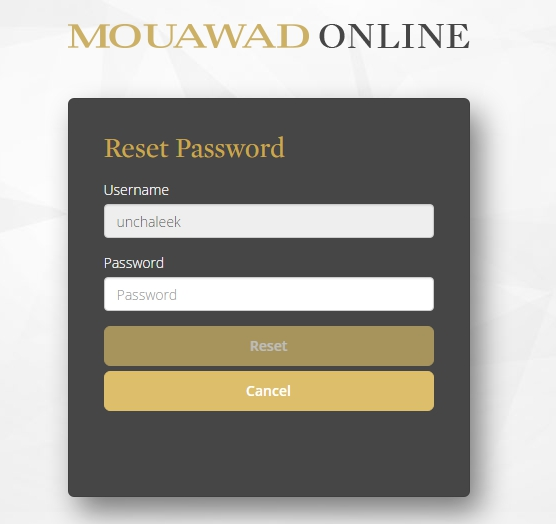 MOUAWAD ONLINE
Reset Password
Username
unchaleek
Password
Password
Reset
Cancel